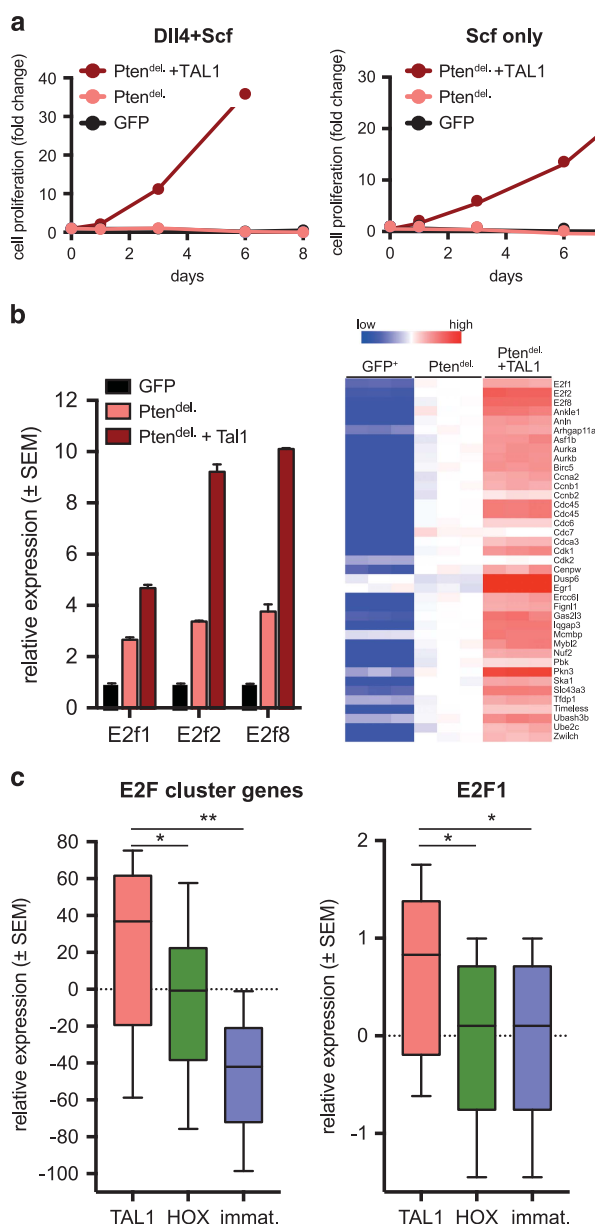 a
Dll4+Scf
cell proliferation (fold change)
40
30
20
10
0
Pten^del. +TAL1
Pten^del.
GFP
0 2 4 6 8
days
Scf only
cell proliferation (fold change)
30
20
10
0
Pten^del. +TAL1
Pten^del.
GFP
0 2 4 6
days
b
relative expression (± SEM)
12
10
8
6
4
2
0
GFP
Pten^del.
Pten^del. + Tal1
E2f1 E2f2 E2f8
low high
GFP+ Pten^del. Pten^del. +TAL1
E2f1
E2f2
E2f8
Ankle1
Anln
Arhgap11a
Asf1b
Aurka
Aurkb
Birc5
Ccna2
Ccnb1
Ccnb2
Cdc45
Cdc45
Cdc6
Cdc7
Cdca3
Cdk1
Cdk2
Cenpw
Dusp6
Egr1
Ercc6l
Fignl1
Gas2l3
Iqgap3
Mcmbp
Mybl2
Nuf2
Pbk
Pkn3
Ska1
Slc43a3
Tfdp1
Timeless
Ubash3b
Ube2c
Zwilch
c
E2F cluster genes
relative expression (± SEM)
80
60
40
20
0
-20
-40
-60
-80
-100
**
*
TAL1 HOX immat.
E2F1
relative expression (± SEM)
2
1
0
-1
*
*
TAL1 HOX immat.